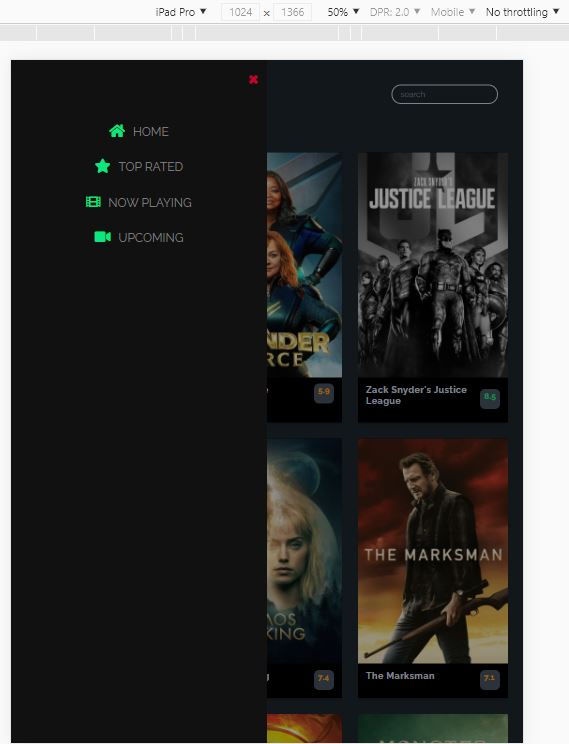 iPad Pro ▼ 1024 x 1366 50% ▼ DPR: 2.0 ▼ Mobile ▼ No throttling ▼
search
HOME
TOP RATED
NOW PLAYING
UPCOMING
NDER
RCE
5.9
ZACK SNYDER'S
JUSTICE LEAGUE
Zack Snyder's Justice
League
8.5
AOS
KING
7.4
THE MARKSMAN
The Marksman
7.1